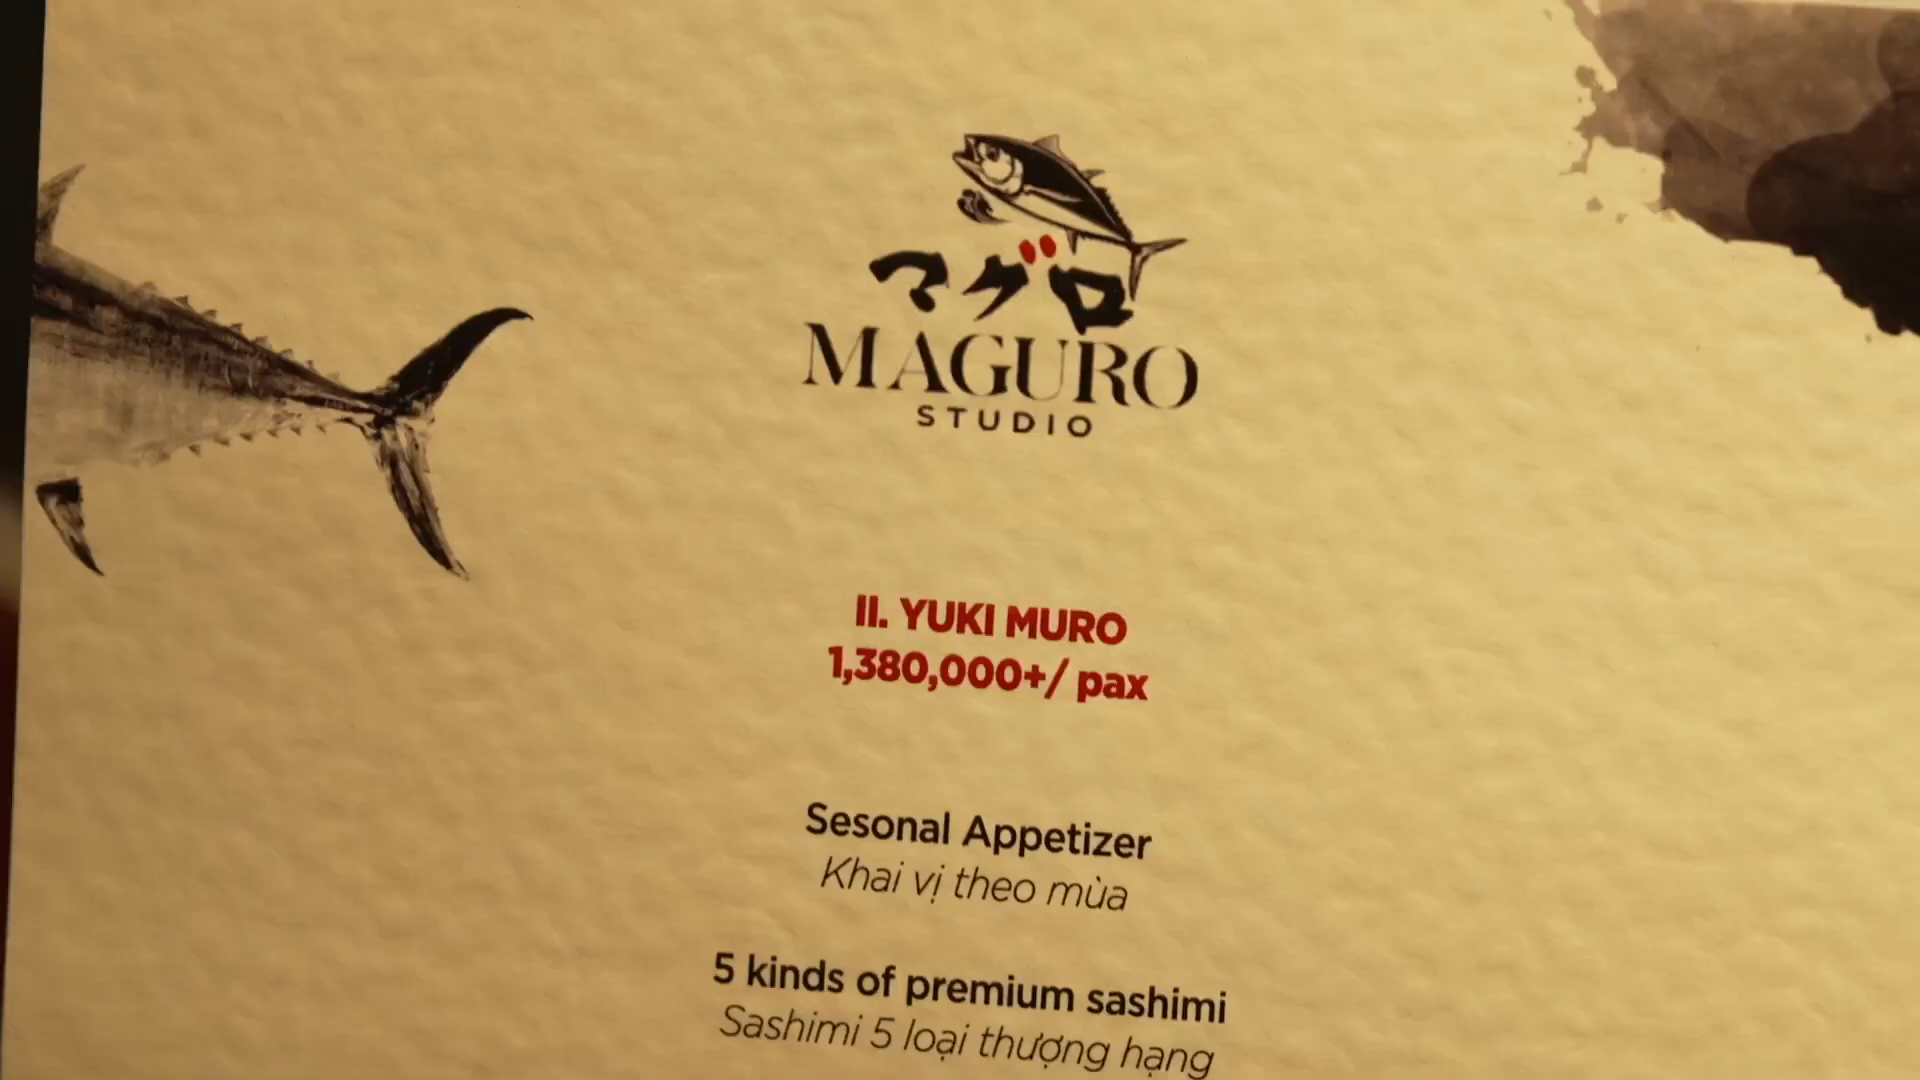 マグロ
MAGURO
STUDIO
II. YUKI MURO
1,380,000+/ pax
Sesonal Appetizer
Khai vị theo mùa
5 kinds of premium sashimi
Sashimi 5 loại thượng hạng